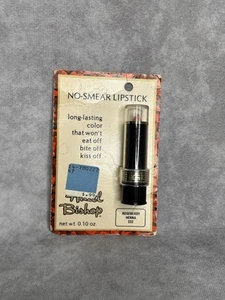 NO-SMEAR LIPSTICK
long-lasting
color
that won't
eat off
bite off
kiss off
Hazel
Bishop
net wt. 0.10 oz.
HENNA